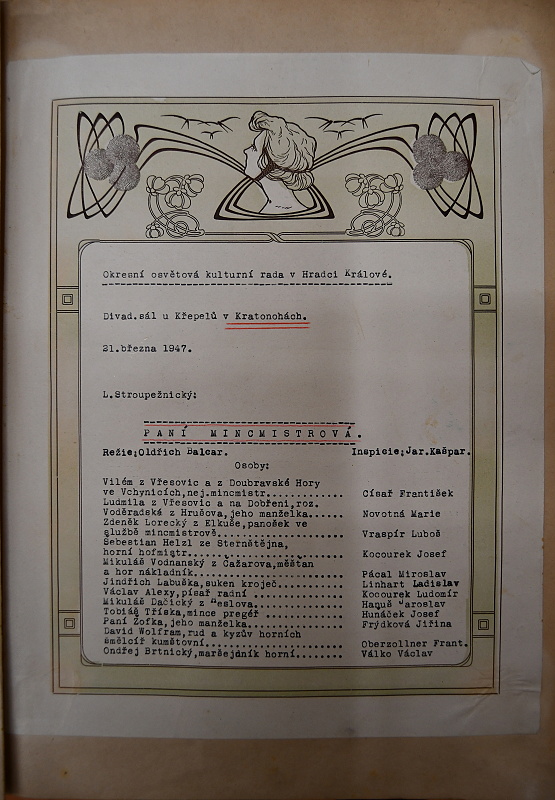 Okresní osvětová kulturní rada v Hradci Králové.
Divad.sál u Křepelů v Kratonohách.
21.března 1947.
L.Stroupežnický:
PANÍ MINCMISTROVÁ.
Režie:Oldřich Balcar. Inspicie:Jar.Kašpar.
Osoby:
Vilém z Vřesovic a z Doubravské Hory
ve Vchynicích,nej.mincmistr............ Císař František
Ludmila z Vřesovic a na Dobřeni,roz.
Voděradská z Hrušova,jeho manželka...... Novotná Marie
Zdeněk Lorecký z Elkuše,panošek ve
službě mincmistrově..................... Vraspír Luboš
Sebestian Helzl ze Sternštejna,
horní hofmistr.......................... Kocourek Josef
Mikuláš Vodnanský z Čažarova,měšťan
a hor nákladník......................... Pácal Miroslav
Jindřich Labuška,suken kroječ........... Linhart Ladislav
Václav Alexy,písař radní ............... Kocourek Ludomír
Mikuláš Dačický z Heslova............... Hapuš Jaroslav
Tobiáš Tříska,mince pregéř ............. Hunáček Josef
Paní Žofka,jeho manželka................ Frýdková Jiřina
David Wolfram,rud a kyzův horních
šmelcíř kumštovní....................... Oberzollner Frant.
Ondřej Brtnický,maršejdník horní........ Válko Václav